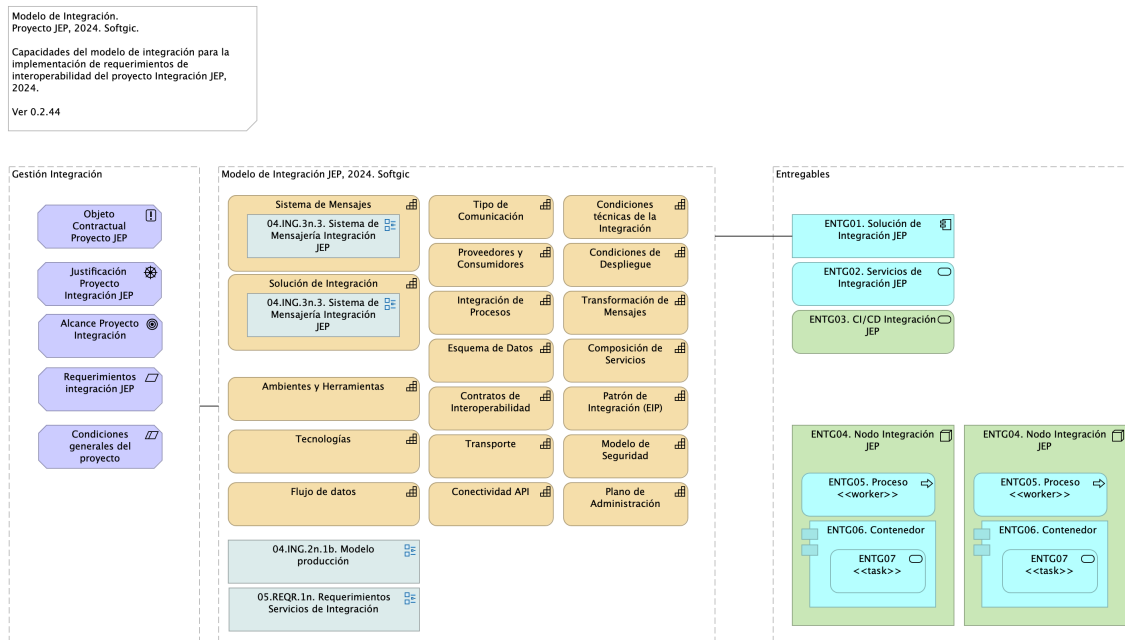 Modelo de Integración.
Proyecto JEP, 2024. Softgic.
Capacidades del modelo de integración para la
implementación de requerimientos de
interoperabilidad del proyecto Integración JEP,
2024.
Ver 0.2.44
Gestión Integración
Objeto
Contractual
Proyecto JEP
Justificación
Proyecto
Integración JEP
Alcance Proyecto
Integración
Requerimientos
integración JEP
Condiciones
generales del
proyecto
Modelo de Integración JEP, 2024. Softgic
Sistema de Mensajes
04.ING.3n.3. Sistema de
Mensajería Integración
JEP
Solución de Integración
04.ING.3n.3. Sistema de
Mensajería Integración
JEP
Ambientes y Herramientas
Tecnologías
Flujo de datos
04.ING.2n.1b. Modelo
producción
05.REQR.1n. Requerimientos
Servicios de Integración
Tipo de
Comunicación
Proveedores y
Consumidores
Integración de
Procesos
Esquema de Datos
Contratos de
Interoperabilidad
Transporte
Conectividad API
Condiciones
técnicas de la
Integración
Condiciones de
Despliegue
Transformación de
Mensajes
Composición de
Servicios
Patrón de
Integración (EIP)
Modelo de
Seguridad
Plano de
Administración
Entregables
ENTG01. Solución de
Integración JEP
ENTG02. Servicios de
Integración JEP
ENTG03. CI/CD Integración
JEP
ENTG04. Nodo Integración
JEP
ENTG05. Proceso
<<worker>>
ENTG06. Contenedor
ENTG07
<<task>>
ENTG04. Nodo Integración
JEP
ENTG05. Proceso
<<worker>>
ENTG06. Contenedor
ENTG07
<<task>>